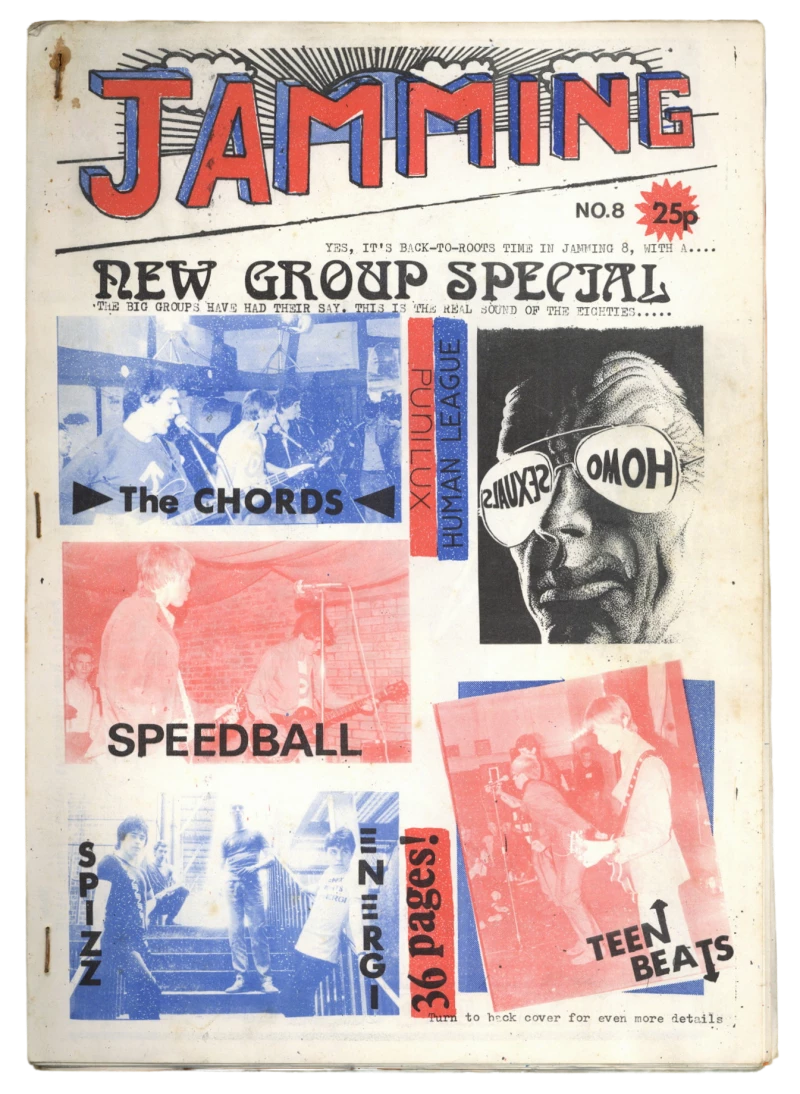 JAMMING
NO.8
25p
YES, IT'S BACK-TO-ROOTS TIME IN JAMMING 8, WITH A....
NEW GROUP SPECIAL
THE BIG GROUPS HAVE HAD THEIR SAY. THIS IS THE REAL SOUND OF THE EIGHTIES.....
The CHORDS
PUNILUX
HUMAN LEAGUE
HOMO
SEXUALS
SPEEDBALL
SPIZZ
ENERGI
36 pages!
TEEN
BEATS
Turn to back cover for even more details